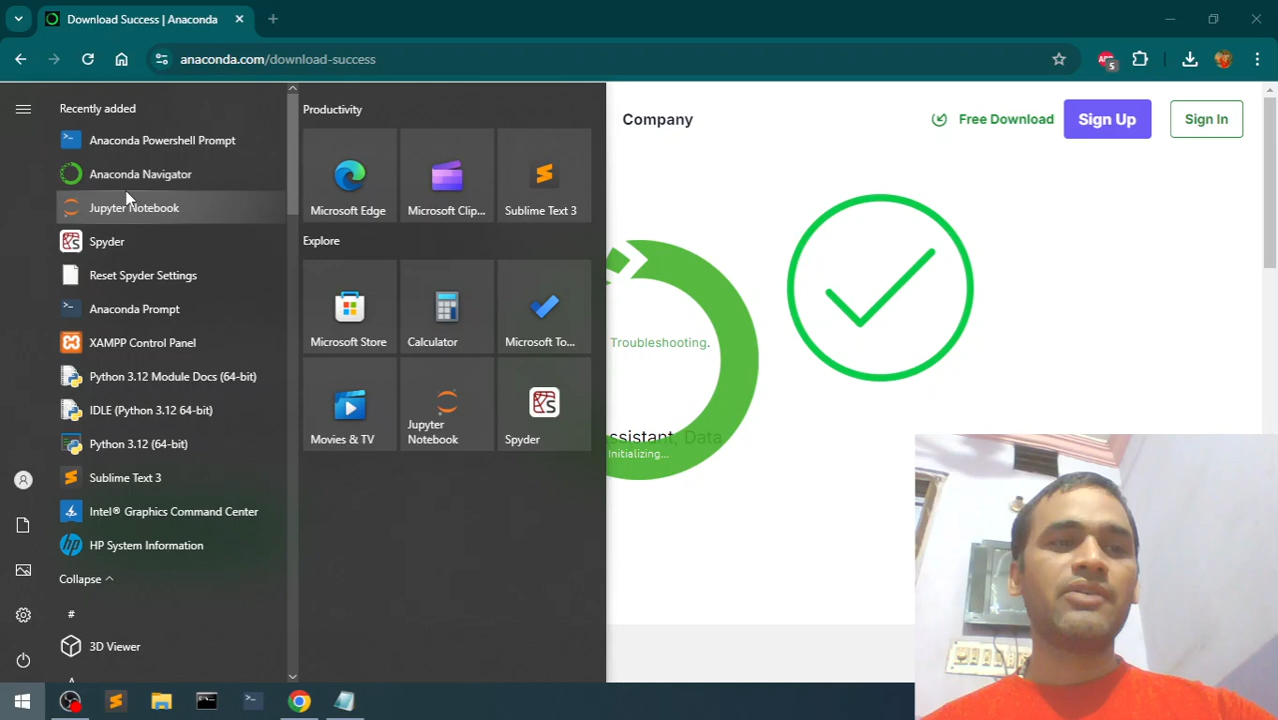 Download Success | Anaconda
anaconda.com/download-success
5
Recently added
Anaconda Powershell Prompt
Anaconda Navigator
Jupyter Notebook
Spyder
Reset Spyder Settings
Anaconda Prompt
XAMPP Control Panel
Python 3.12 Module Docs (64-bit)
IDLE (Python 3.12 64-bit)
Python 3.12 (64-bit)
Sublime Text 3
Intel® Graphics Command Center
HP System Information
Collapse
#
3D Viewer
Productivity
Microsoft Edge
Microsoft Clip...
Sublime Text 3
Explore
Microsoft Store
Calculator
Microsoft To...
Movies & TV
Jupyter
Notebook
Spyder
Company
Free Download
Sign Up
Sign In
Troubleshooting.
ssistant, Data
Initializing...